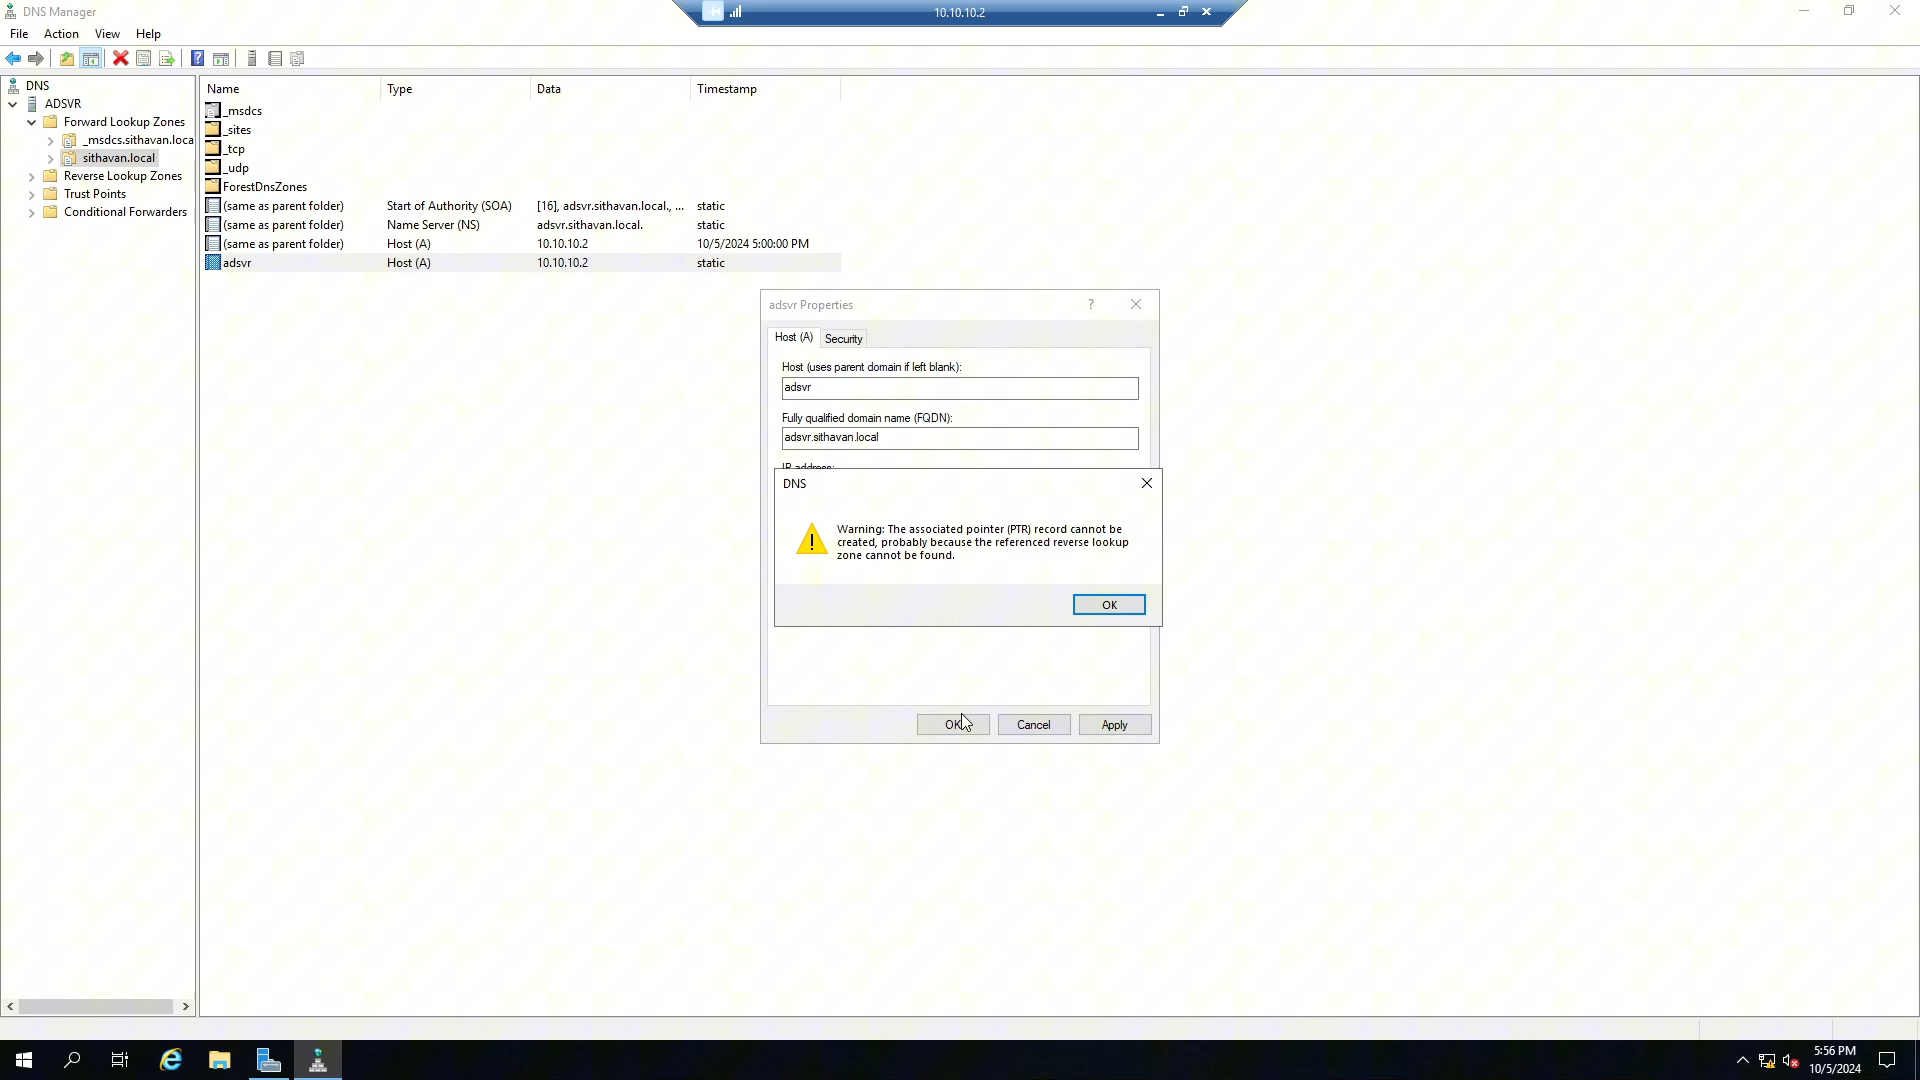 DNS Manager
10.10.10.2
File Action View Help
DNS
ADSVR
Forward Lookup Zones
_msdcs.sithavan.loca
sithavan.local
Reverse Lookup Zones
Trust Points
Conditional Forwarders
Name Type Data Timestamp
_msdcs
_sites
_tcp
_udp
ForestDnsZones
(same as parent folder) Start of Authority (SOA) [16], adsvr.sithavan.local., ... static
(same as parent folder) Name Server (NS) adsvr.sithavan.local. static
(same as parent folder) Host (A) 10.10.10.2 10/5/2024 5:00:00 PM
adsvr Host (A) 10.10.10.2 static
adsvr Properties
Host (A) Security
Host (uses parent domain if left blank):
adsvr
Fully qualified domain name (FQDN):
adsvr.sithavan.local
IP address:
DNS
Warning: The associated pointer (PTR) record cannot be
created, probably because the referenced reverse lookup
zone cannot be found.
OK
OK Cancel Apply
5:56 PM
10/5/2024